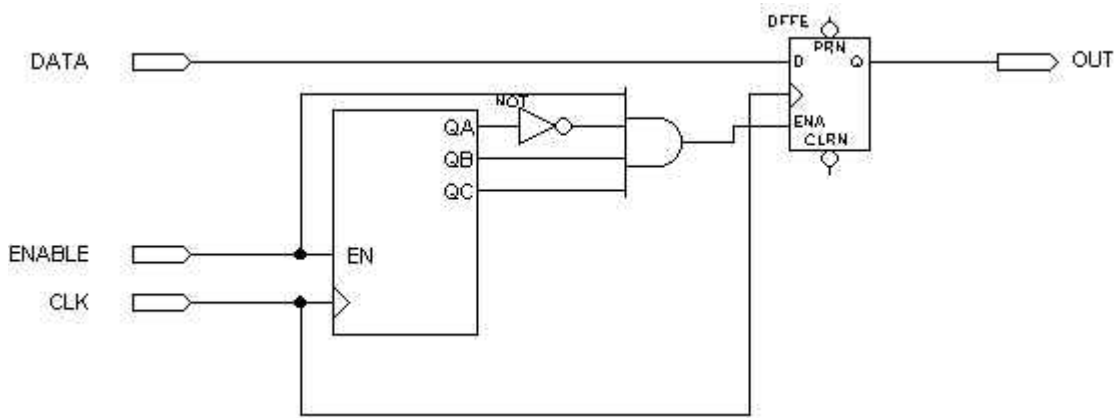 DFFE
DATA
D
PRN
Q
OUT
NOT
QA
ENA
CLRN
QB
QC
ENABLE
EN
CLK